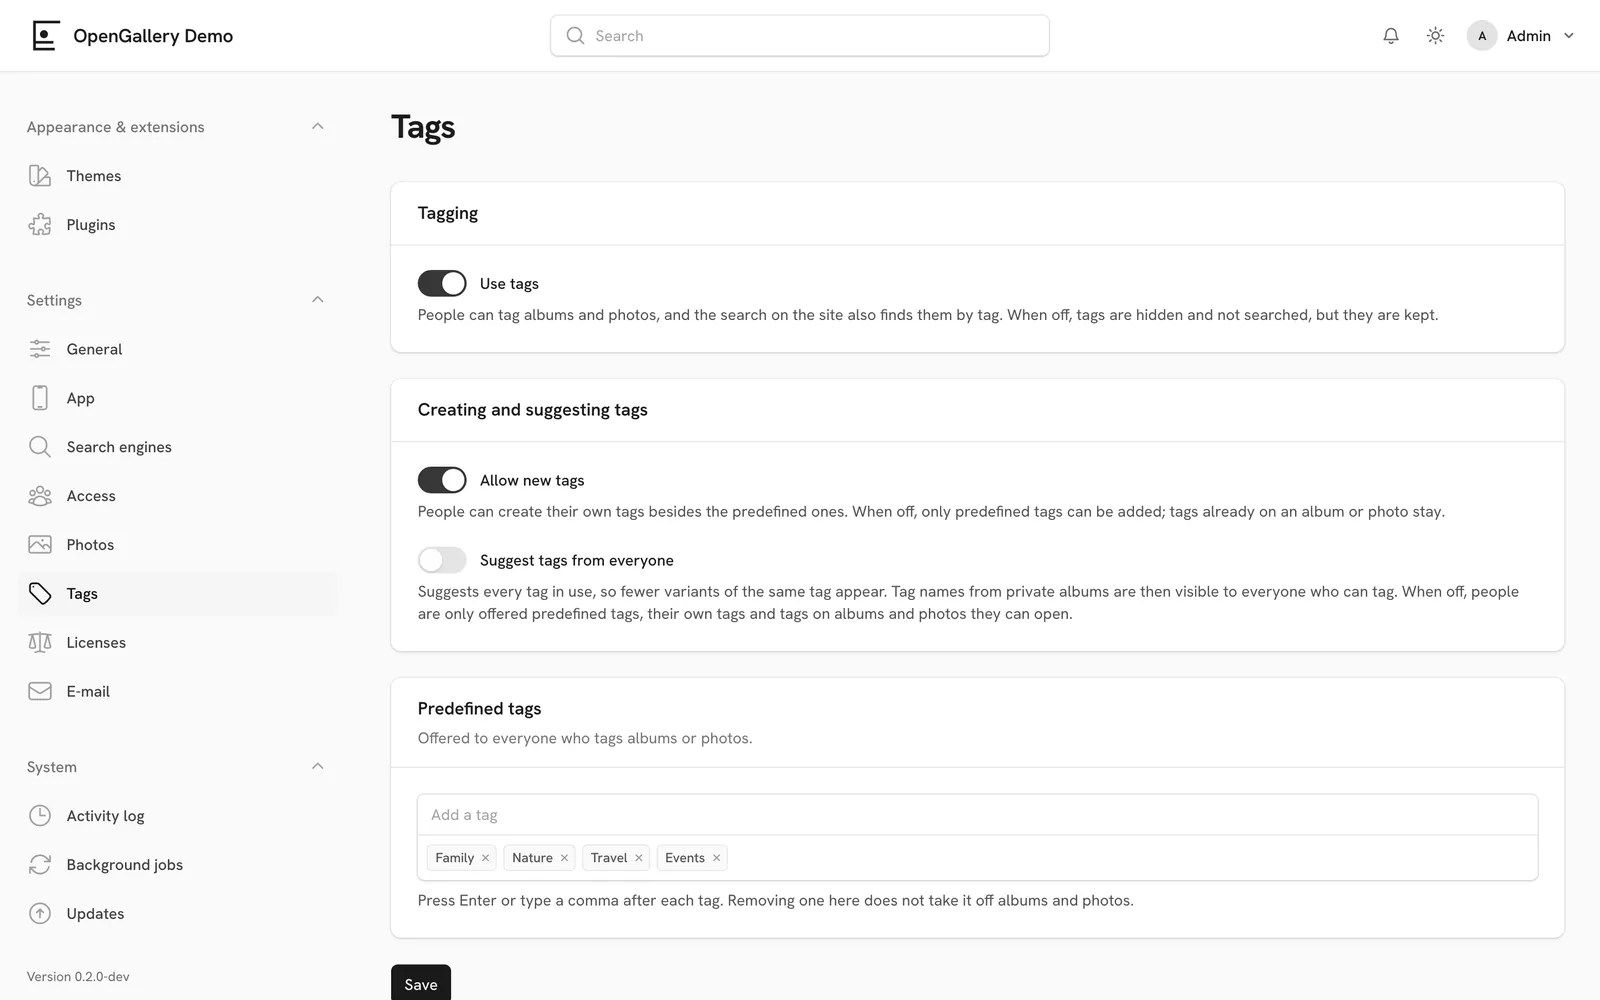 OpenGallery Demo
Search
A
Admin
Appearance & extensions
Themes
Plugins
Settings
General
App
Search engines
Access
Photos
Tags
Licenses
E-mail
System
Activity log
Background jobs
Updates
Version 0.2.0-dev
Tags
Tagging
Use tags
People can tag albums and photos, and the search on the site also finds them by tag. When off, tags are hidden and not searched, but they are kept.
Creating and suggesting tags
Allow new tags
People can create their own tags besides the predefined ones. When off, only predefined tags can be added; tags already on an album or photo stay.
Suggest tags from everyone
Suggests every tag in use, so fewer variants of the same tag appear. Tag names from private albums are then visible to everyone who can tag. When off, people
are only offered predefined tags, their own tags and tags on albums and photos they can open.
Predefined tags
Offered to everyone who tags albums or photos.
Add a tag
Family × Nature × Travel × Events ×
Press Enter or type a comma after each tag. Removing one here does not take it off albums and photos.
Save